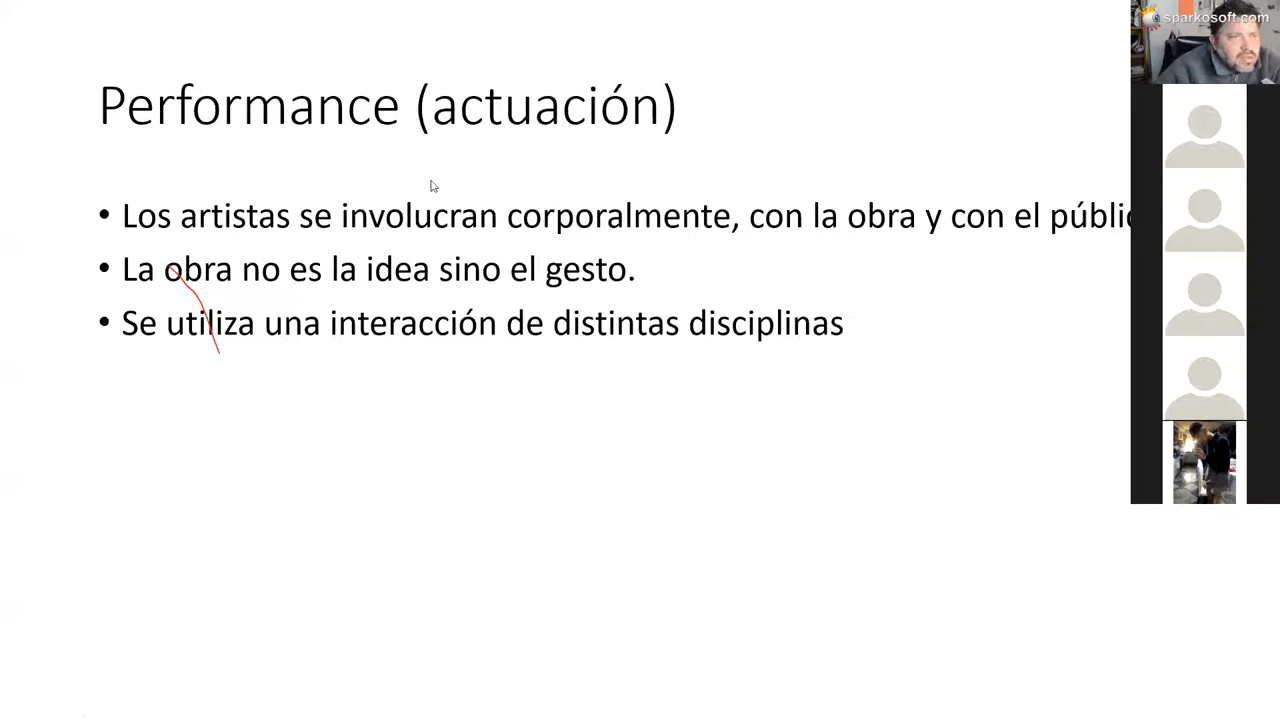 sparkosoft.com
Performance (actuación)
• Los artistas se involucran corporalmente, con la obra y con el públic
• La obra no es la idea sino el gesto.
• Se utiliza una interacción de distintas disciplinas